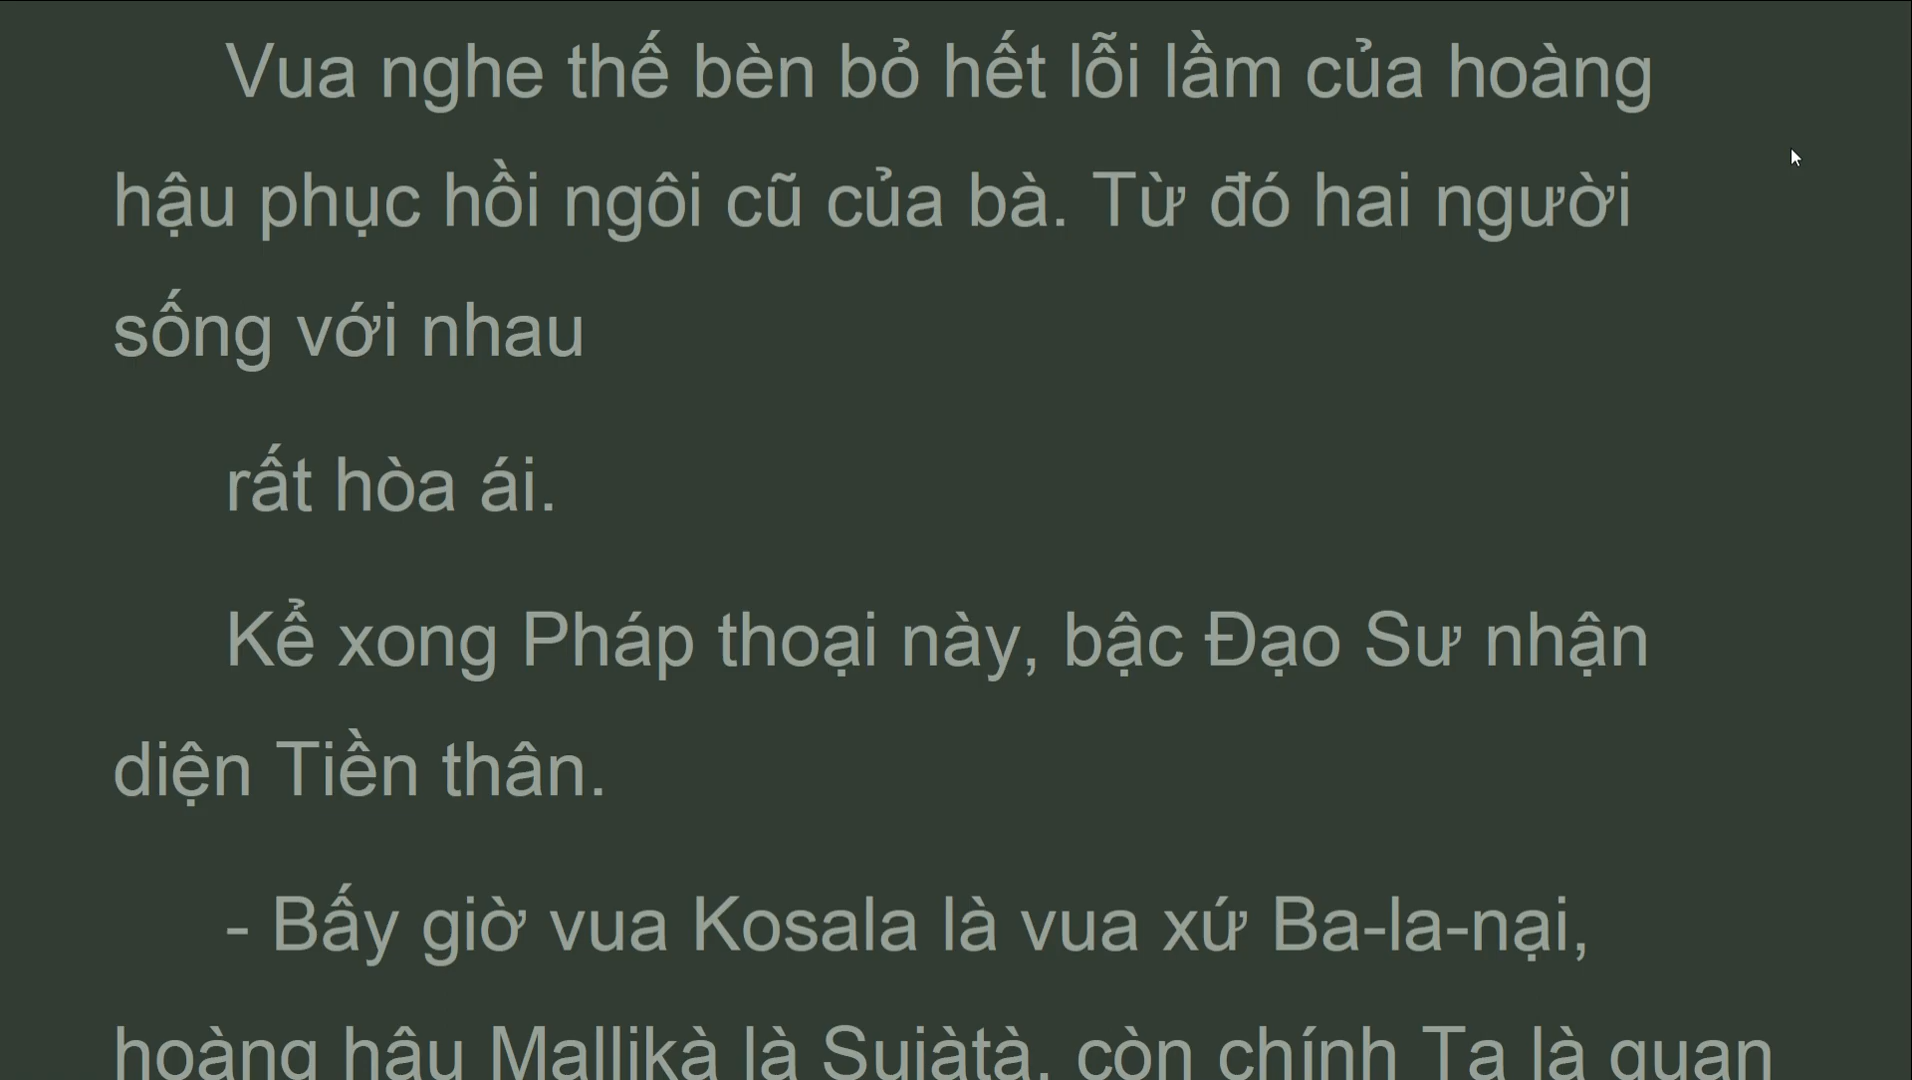 Vua nghe thế bèn bỏ hết lỗi lầm của hoàng
hậu phục hồi ngôi cũ của bà. Từ đó hai người
sống với nhau
rất hòa ái.
Kể xong Pháp thoại này, bậc Đạo Sư nhận
diện Tiền thân.
- Bấy giờ vua Kosala là vua xứ Ba-la-nại,
hoàng hậu Mallikà là Sujàtà, còn chính Ta là quan